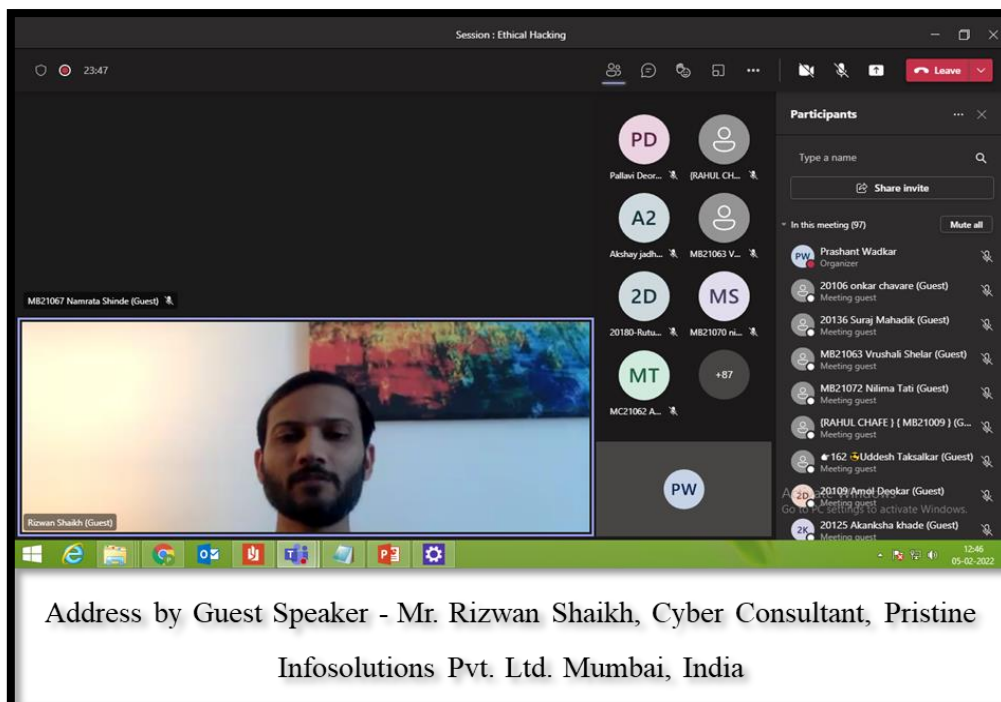 Session : Ethical Hacking
23:47
Leave
MB21067 Namrata Shinde (Guest)
Rizwan Shaikh (Guest)
PD
Pallavi Deor...
(RAHUL CH...
A2
Akshay jadh...
MB21063 V...
2D
20180-Rutu...
MS
MB21070 ni...
MT
MC21062 A...
+87
PW
Participants
Type a name
Share invite
In this meeting (97)
Mute all
PW
Prashant Wadkar
Organizer
20106 onkar chavare (Guest)
Meeting guest
20136 Suraj Mahadik (Guest)
Meeting guest
MB21063 Vrushali Shelar (Guest)
Meeting guest
MB21072 Nilima Tati (Guest)
Meeting guest
(RAHUL CHAFE ) ( MB21009 ) (G...
Meeting guest
162 Uddesh Taksalkar (Guest)
Meeting guest
2D
20109 Amol Deokar (Guest)
Meeting guest
2K
20125 Akanksha khade (Guest)
Meeting guest
Activate Windows
Go to PC settings to activate Windows.
12:46
05-02-2022
Address by Guest Speaker - Mr. Rizwan Shaikh, Cyber Consultant, Pristine
Infosolutions Pvt. Ltd. Mumbai, India